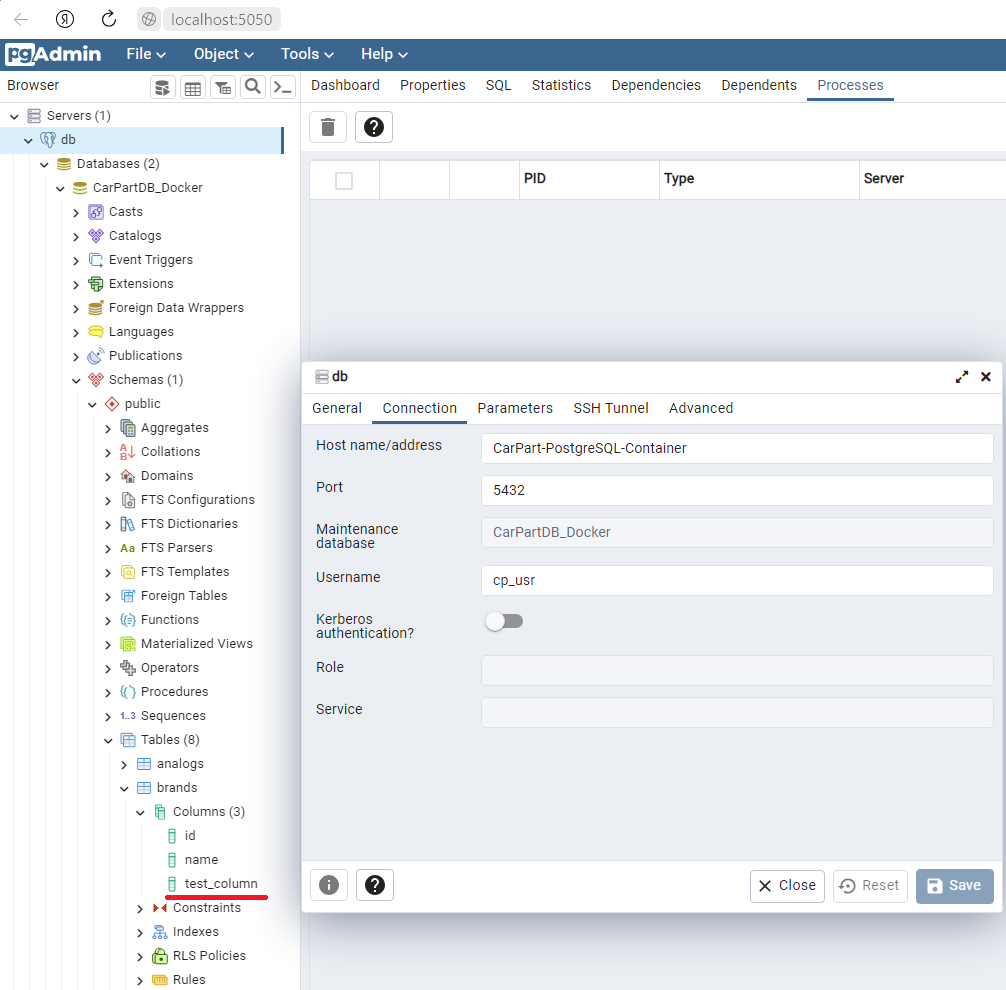 Я localhost:5050
pgAdmin File Object Tools Help
Browser
Dashboard Properties SQL Statistics Dependencies Dependents Processes
Servers (1)
db
Databases (2)
CarPartDB_Docker
Casts
Catalogs
Event Triggers
Extensions
Foreign Data Wrappers
Languages
Publications
Schemas (1)
public
Aggregates
Collations
Domains
FTS Configurations
FTS Dictionaries
Aa FTS Parsers
FTS Templates
Foreign Tables
Functions
Materialized Views
Operators
Procedures
1..3 Sequences
Tables (8)
analogs
brands
Columns (3)
id
name
test_column
Constraints
Indexes
RLS Policies
Rules
PID Type Server
db
General Connection Parameters SSH Tunnel Advanced
Host name/address CarPart-PostgreSQL-Container
Port 5432
Maintenance
database CarPartDB_Docker
Username cp_usr
Kerberos
authentication?
Role
Service
Close Reset Save